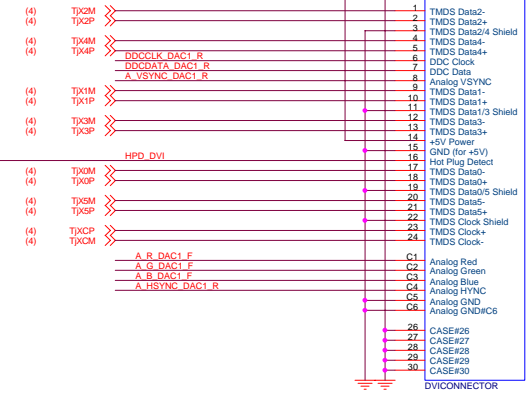 (4) TjX2M 1 TMDS Data2-
(4) TjX2P 2 TMDS Data2+
3 TMDS Data2/4 Shield
(4) TjX4M 4 TMDS Data4-
(4) TjX4P 5 TMDS Data4+
DDCCLK_DAC1_R 6 DDC Clock
DDCDATA_DAC1_R 7 DDC Data
A_VSYNC_DAC1_R 8 Analog VSYNC
(4) TjX1M 9 TMDS Data1-
(4) TjX1P 10 TMDS Data1+
11 TMDS Data1/3 Shield
(4) TjX3M 12 TMDS Data3-
(4) TjX3P 13 TMDS Data3+
14 +5V Power
15 GND (for +5V)
HPD_DVI 16 Hot Plug Detect
(4) TjX0M 17 TMDS Data0-
(4) TjX0P 18 TMDS Data0+
19 TMDS Data0/5 Shield
(4) TjX5M 20 TMDS Data5-
(4) TjX5P 21 TMDS Data5+
22 TMDS Clock Shield
(4) TjXCP 23 TMDS Clock+
(4) TjXCM 24 TMDS Clock-
A_R_DAC1_F C1 Analog Red
A_G_DAC1_F C2 Analog Green
A_B_DAC1_F C3 Analog Blue
A_HSYNC_DAC1_R C4 Analog HYNC
C5 Analog GND
C6 Analog GND#C6
26 CASE#26
27 CASE#27
28 CASE#28
29 CASE#29
30 CASE#30
DVICONNECTOR